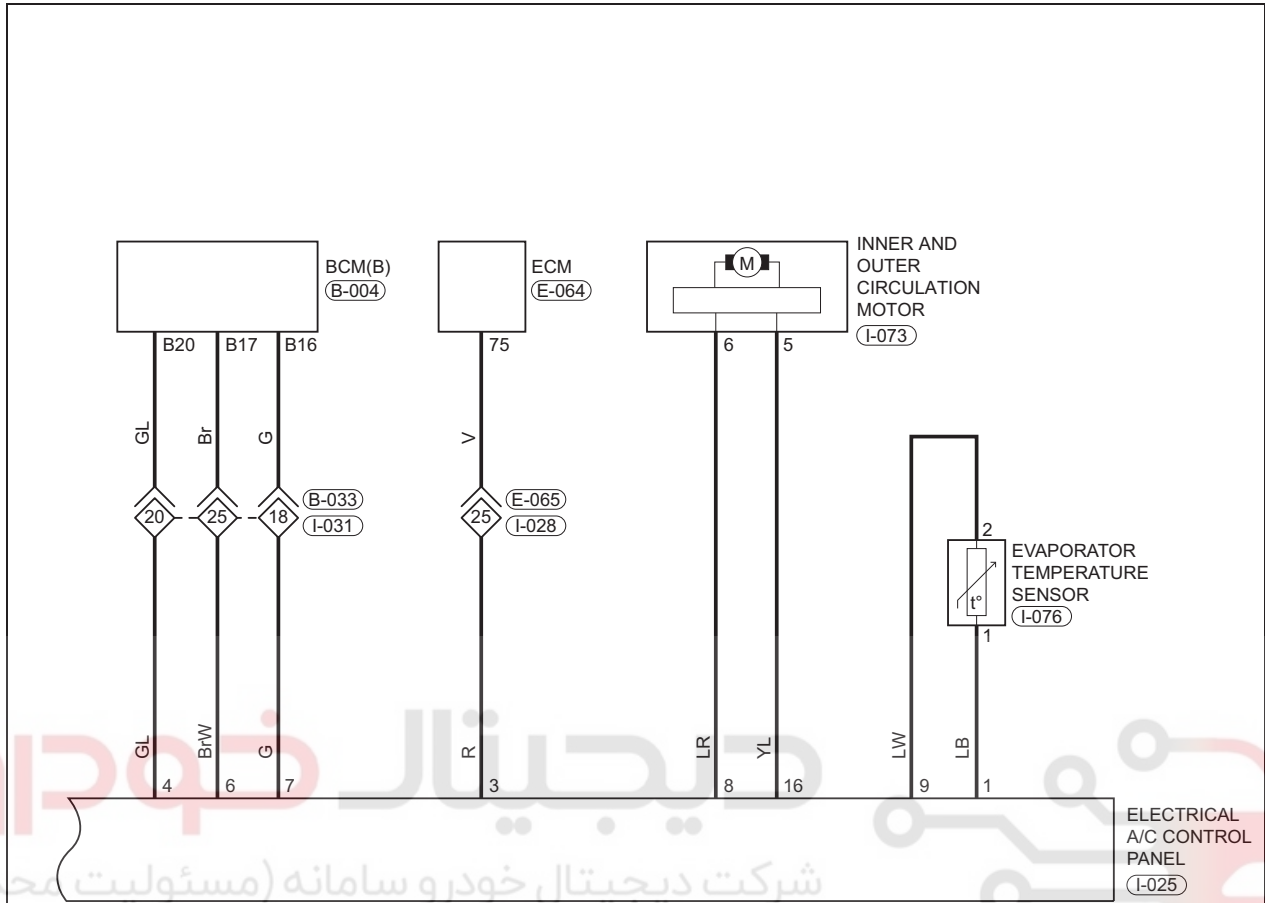 BCM(B)
B-004
ECM
E-064
INNER AND
OUTER
CIRCULATION
MOTOR
I-073
M
B20
B17
B16
75
6
5
GL
Br
G
V
20
25
18
B-033
I-031
25
E-065
I-028
2
EVAPORATOR
TEMPERATURE
SENSOR
I-076
t°
1
GL
BrW
G
R
LR
YL
LW
LB
4
6
7
3
8
16
9
1
ELECTRICAL
A/C CONTROL
PANEL
I-025
دیجیتال خودرو
شرکت دیجیتال خودرو سامانه (مسئولیت